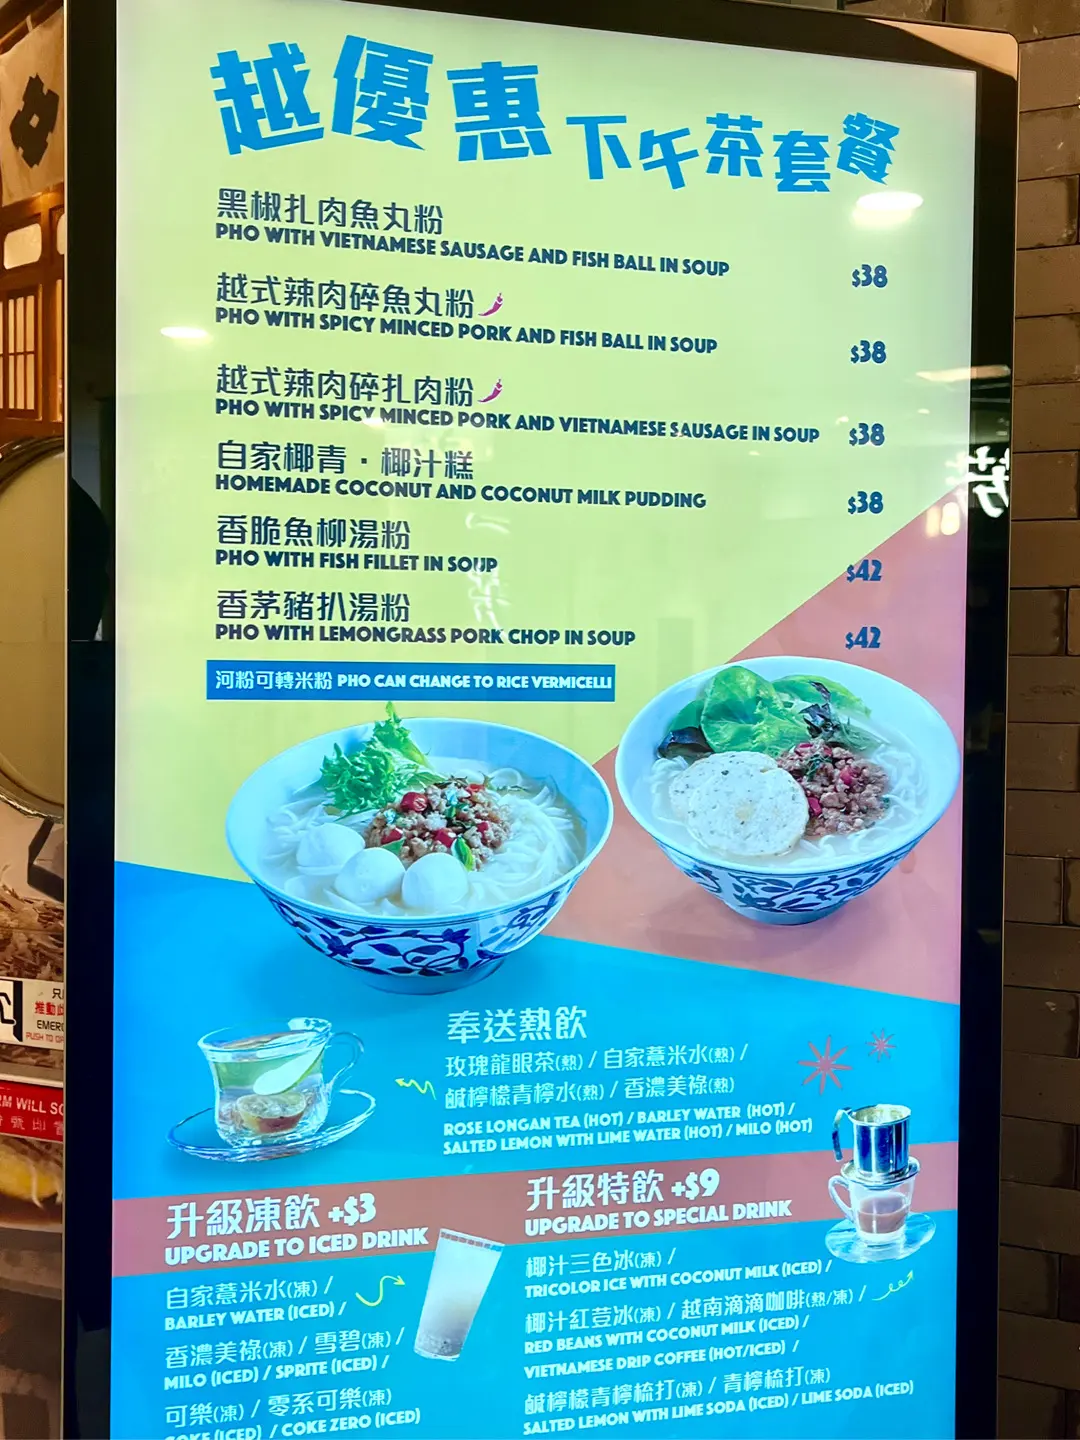 越優惠 下午茶套餐
黑椒扎肉魚丸粉
PHO WITH VIETNAMESE SAUSAGE AND FISH BALL IN SOUP $38
越式辣肉碎魚丸粉
PHO WITH SPICY MINCED PORK AND FISH BALL IN SOUP $38
越式辣肉碎扎肉粉
PHO WITH SPICY MINCED PORK AND VIETNAMESE SAUSAGE IN SOUP $38
自家椰青・椰汁糕
HOMEMADE COCONUT AND COCONUT MILK PUDDING $38
香脆魚柳湯粉
PHO WITH FISH FILLET IN SOUP $42
香茅豬扒湯粉
PHO WITH LEMONGRASS PORK CHOP IN SOUP $42
河粉可轉米粉 PHO CAN CHANGE TO RICE VERMICELLI
奉送熱飲
玫瑰龍眼茶(熱) / 自家薏米水(熱) /
鹹檸檬青檸水(熱) / 香濃美祿(熱)
ROSE LONGAN TEA (HOT) / BARLEY WATER (HOT) /
SALTED LEMON WITH LIME WATER (HOT) / MILO (HOT)
升級凍飲 +$3
UPGRADE TO ICED DRINK
自家薏米水(凍) /
BARLEY WATER (ICED) /
香濃美祿(凍) / 雪碧(凍) /
MILO (ICED) / SPRITE (ICED) /
可樂(凍) / 零系可樂(凍)
COKE (ICED) / COKE ZERO (ICED)
升級特飲 +$9
UPGRADE TO SPECIAL DRINK
椰汁三色冰(凍) /
TRICOLOR ICE WITH COCONUT MILK (ICED) /
椰汁紅荳冰(凍) / 越南滴滴咖啡(熱/凍) /
RED BEANS WITH COCONUT MILK (ICED) /
VIETNAMESE DRIP COFFEE (HOT/ICED) /
鹹檸檬青檸梳打(凍) / 青檸梳打(凍)
SALTED LEMON WITH LIME SODA (ICED) / LIME SODA (ICED)